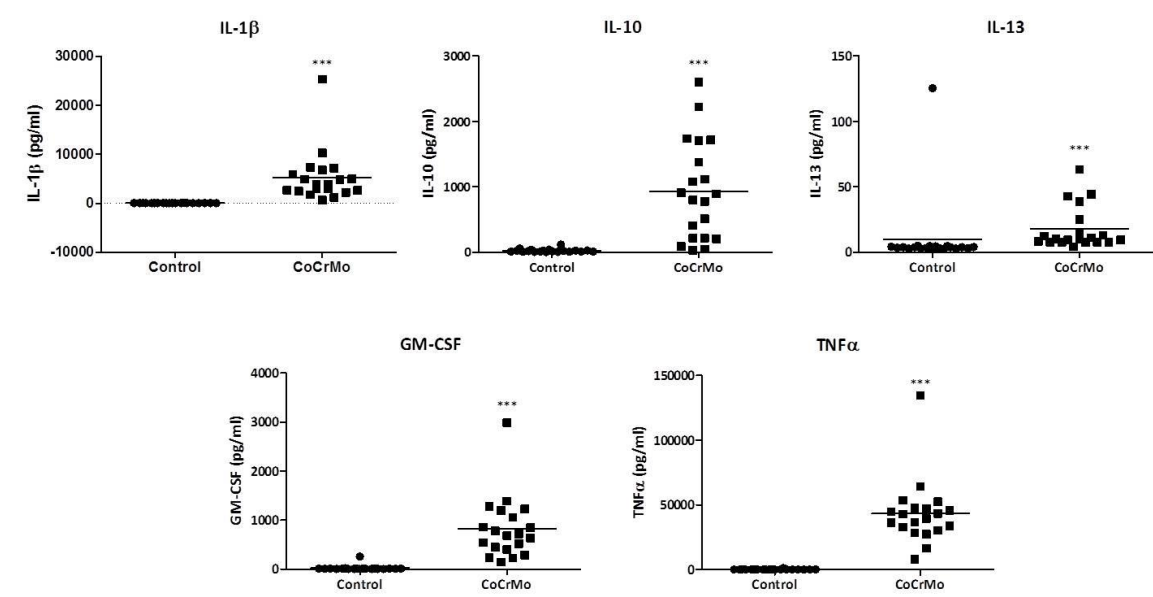 IL-1β
IL-1β (pg/ml)
30000
20000
10000
0
-10000
***
Control
CoCrMo
IL-10
IL-10 (pg/ml)
3000
2000
1000
0
***
Control
CoCrMo
IL-13
IL-13 (pg/ml)
150
100
50
0
***
Control
CoCrMo
GM-CSF
GM-CSF (pg/ml)
4000
3000
2000
1000
0
***
Control
CoCrMo
TNFα
TNFα (pg/ml)
150000
100000
50000
0
***
Control
CoCrMo